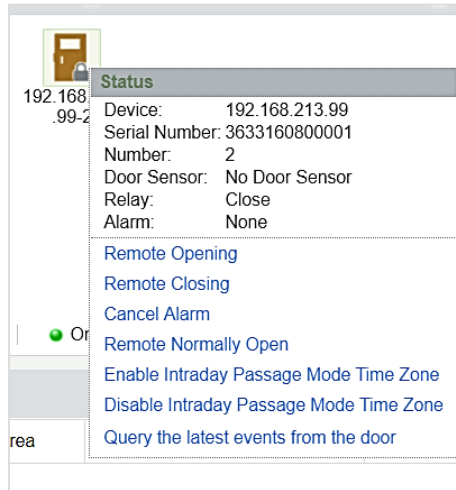 192.168.
.99-2
Status
Device: 192.168.213.99
Serial Number: 3633160800001
Number: 2
Door Sensor: No Door Sensor
Relay: Close
Alarm: None
Remote Opening
Remote Closing
Cancel Alarm
Remote Normally Open
Enable Intraday Passage Mode Time Zone
Disable Intraday Passage Mode Time Zone
Query the latest events from the door